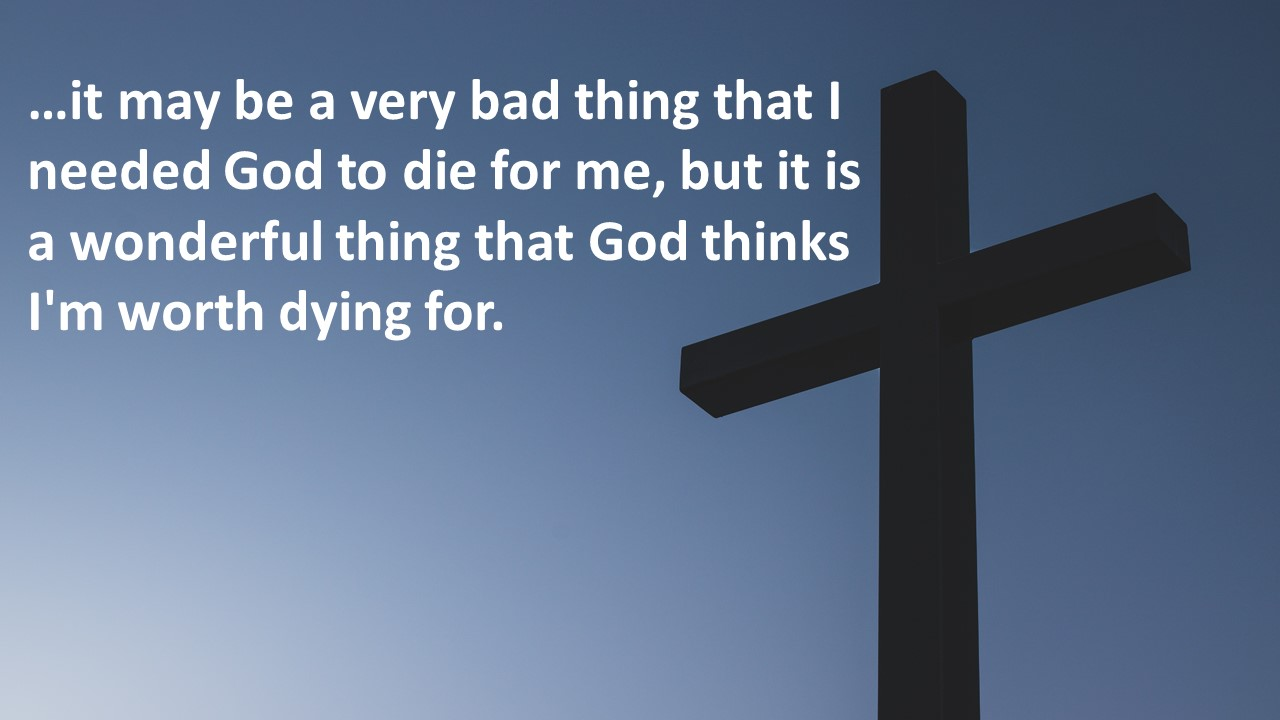 …it may be a very bad thing that I
needed God to die for me, but it is
a wonderful thing that God thinks
I'm worth dying for.